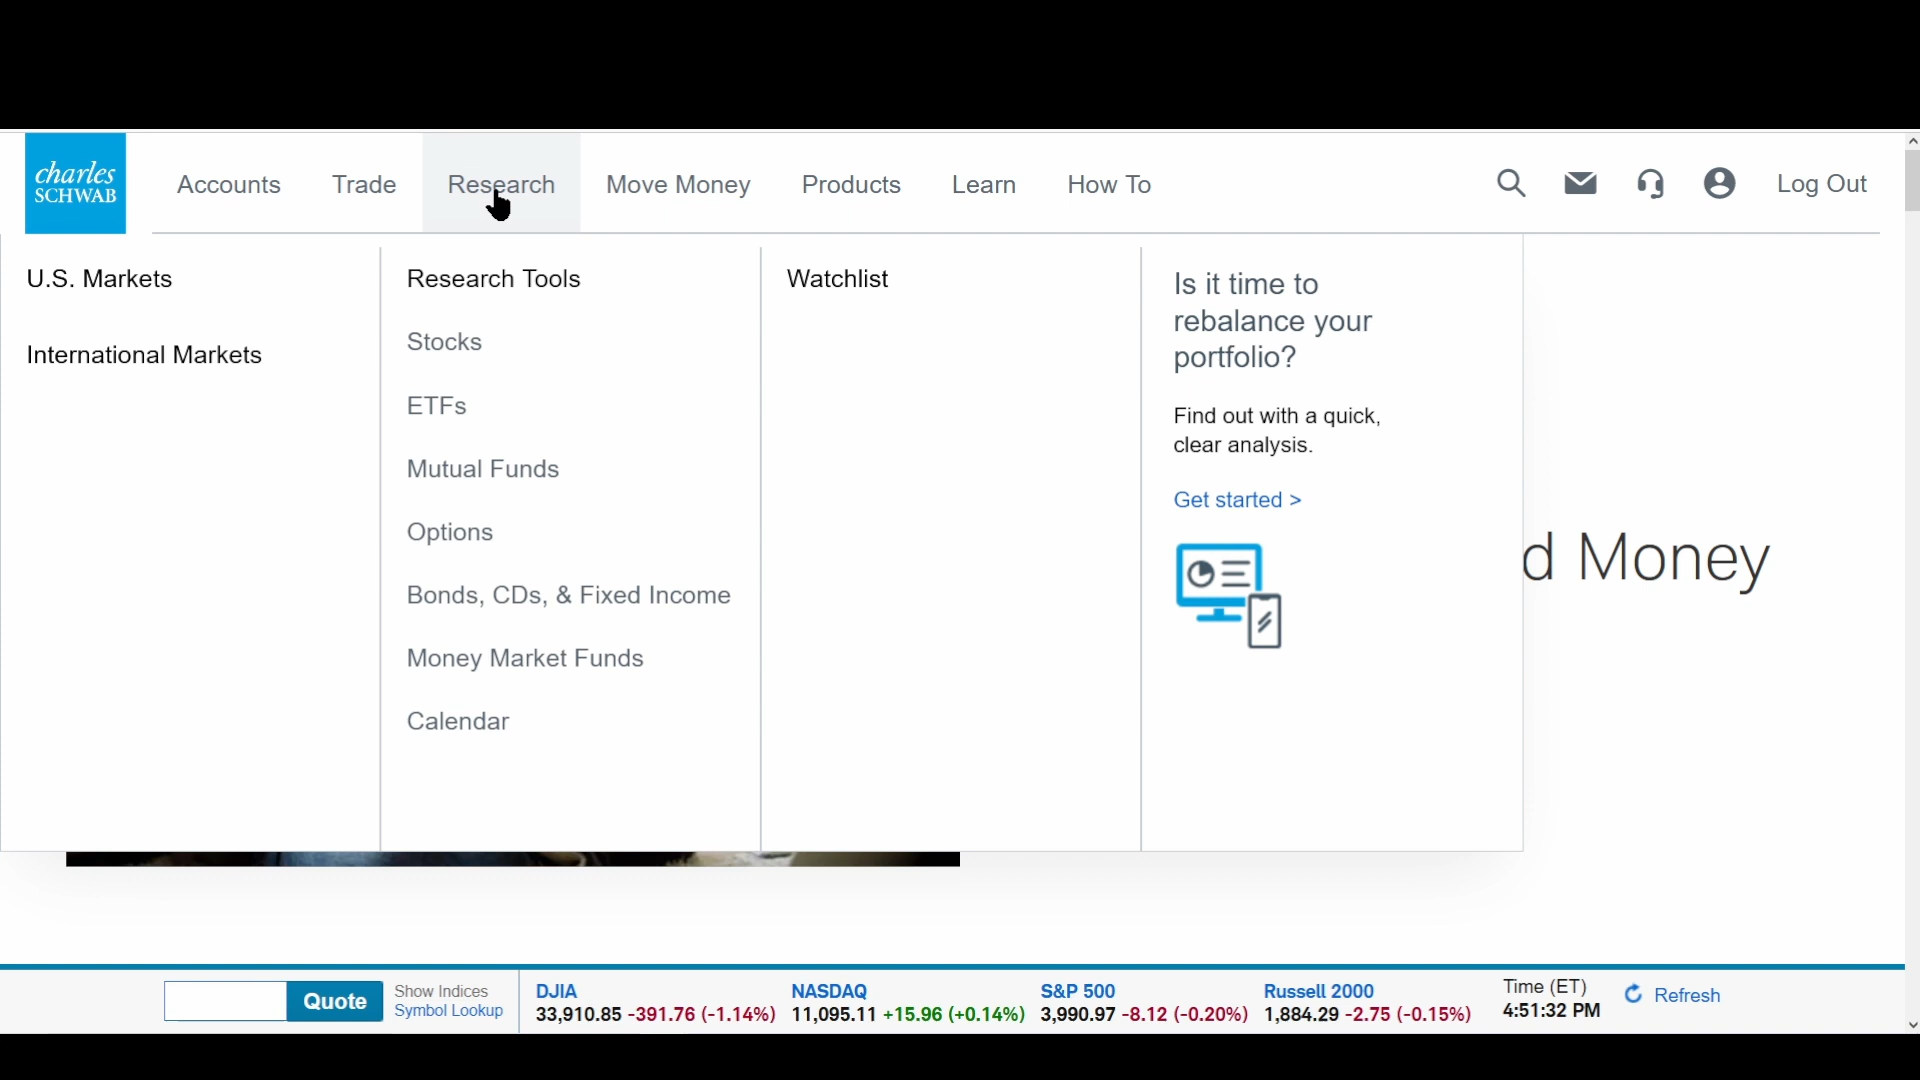 charles
SCHWAB
Accounts
Trade
Research
Move Money
Products
Learn
How To
Log Out
U.S. Markets
International Markets
Research Tools
Stocks
ETFs
Mutual Funds
Options
Bonds, CDs, & Fixed Income
Money Market Funds
Calendar
Watchlist
Is it time to
rebalance your
portfolio?
Find out with a quick,
clear analysis.
Get started >
d Money
Quote
Show Indices
Symbol Lookup
DJIA
33,910.85 -391.76 (-1.14%)
NASDAQ
11,095.11 +15.96 (+0.14%)
S&P 500
3,990.97 -8.12 (-0.20%)
Russell 2000
1,884.29 -2.75 (-0.15%)
Time (ET)
4:51:32 PM
Refresh